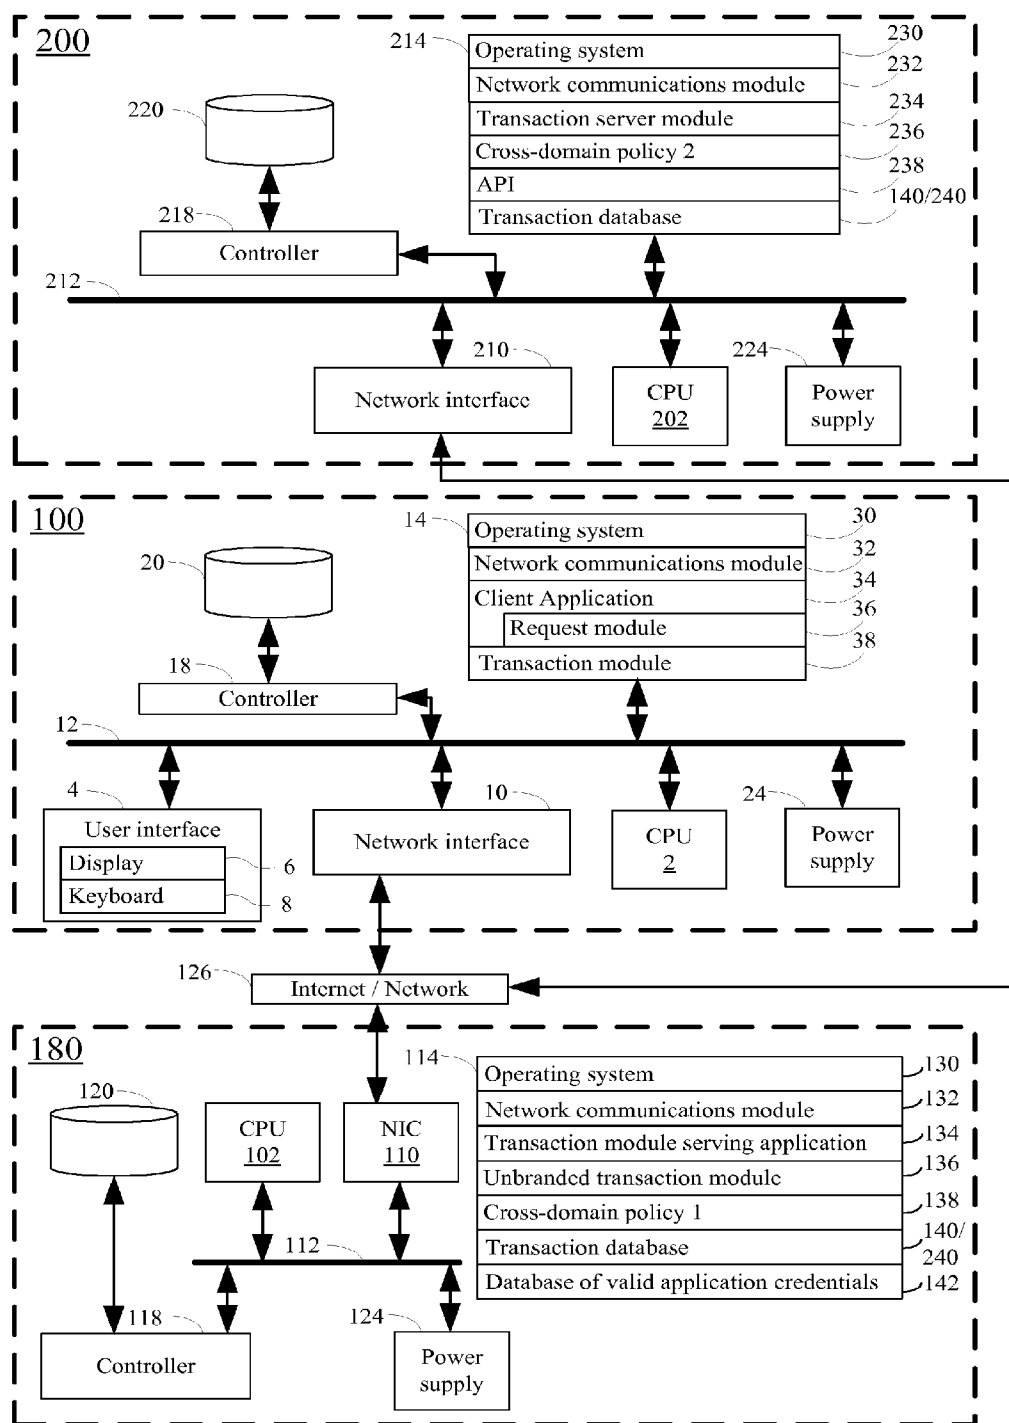 200
214
Operating system
230
Network communications module
232
Transaction server module
234
Cross-domain policy 2
236
API
238
Transaction database
140/240
220
218
Controller
212
210
Network interface
CPU
202
224
Power
supply
100
14
Operating system
30
Network communications module
32
Client Application
34
Request module
36
Transaction module
38
20
18
Controller
12
4
User interface
Display
6
Keyboard
8
10
Network interface
CPU
2
24
Power
supply
126
Internet / Network
180
120
CPU
102
NIC
110
114
Operating system
130
Network communications module
132
Transaction module serving application
134
Unbranded transaction module
136
Cross-domain policy 1
138
Transaction database
140/
240
Database of valid application credentials
142
112
118
Controller
124
Power
supply